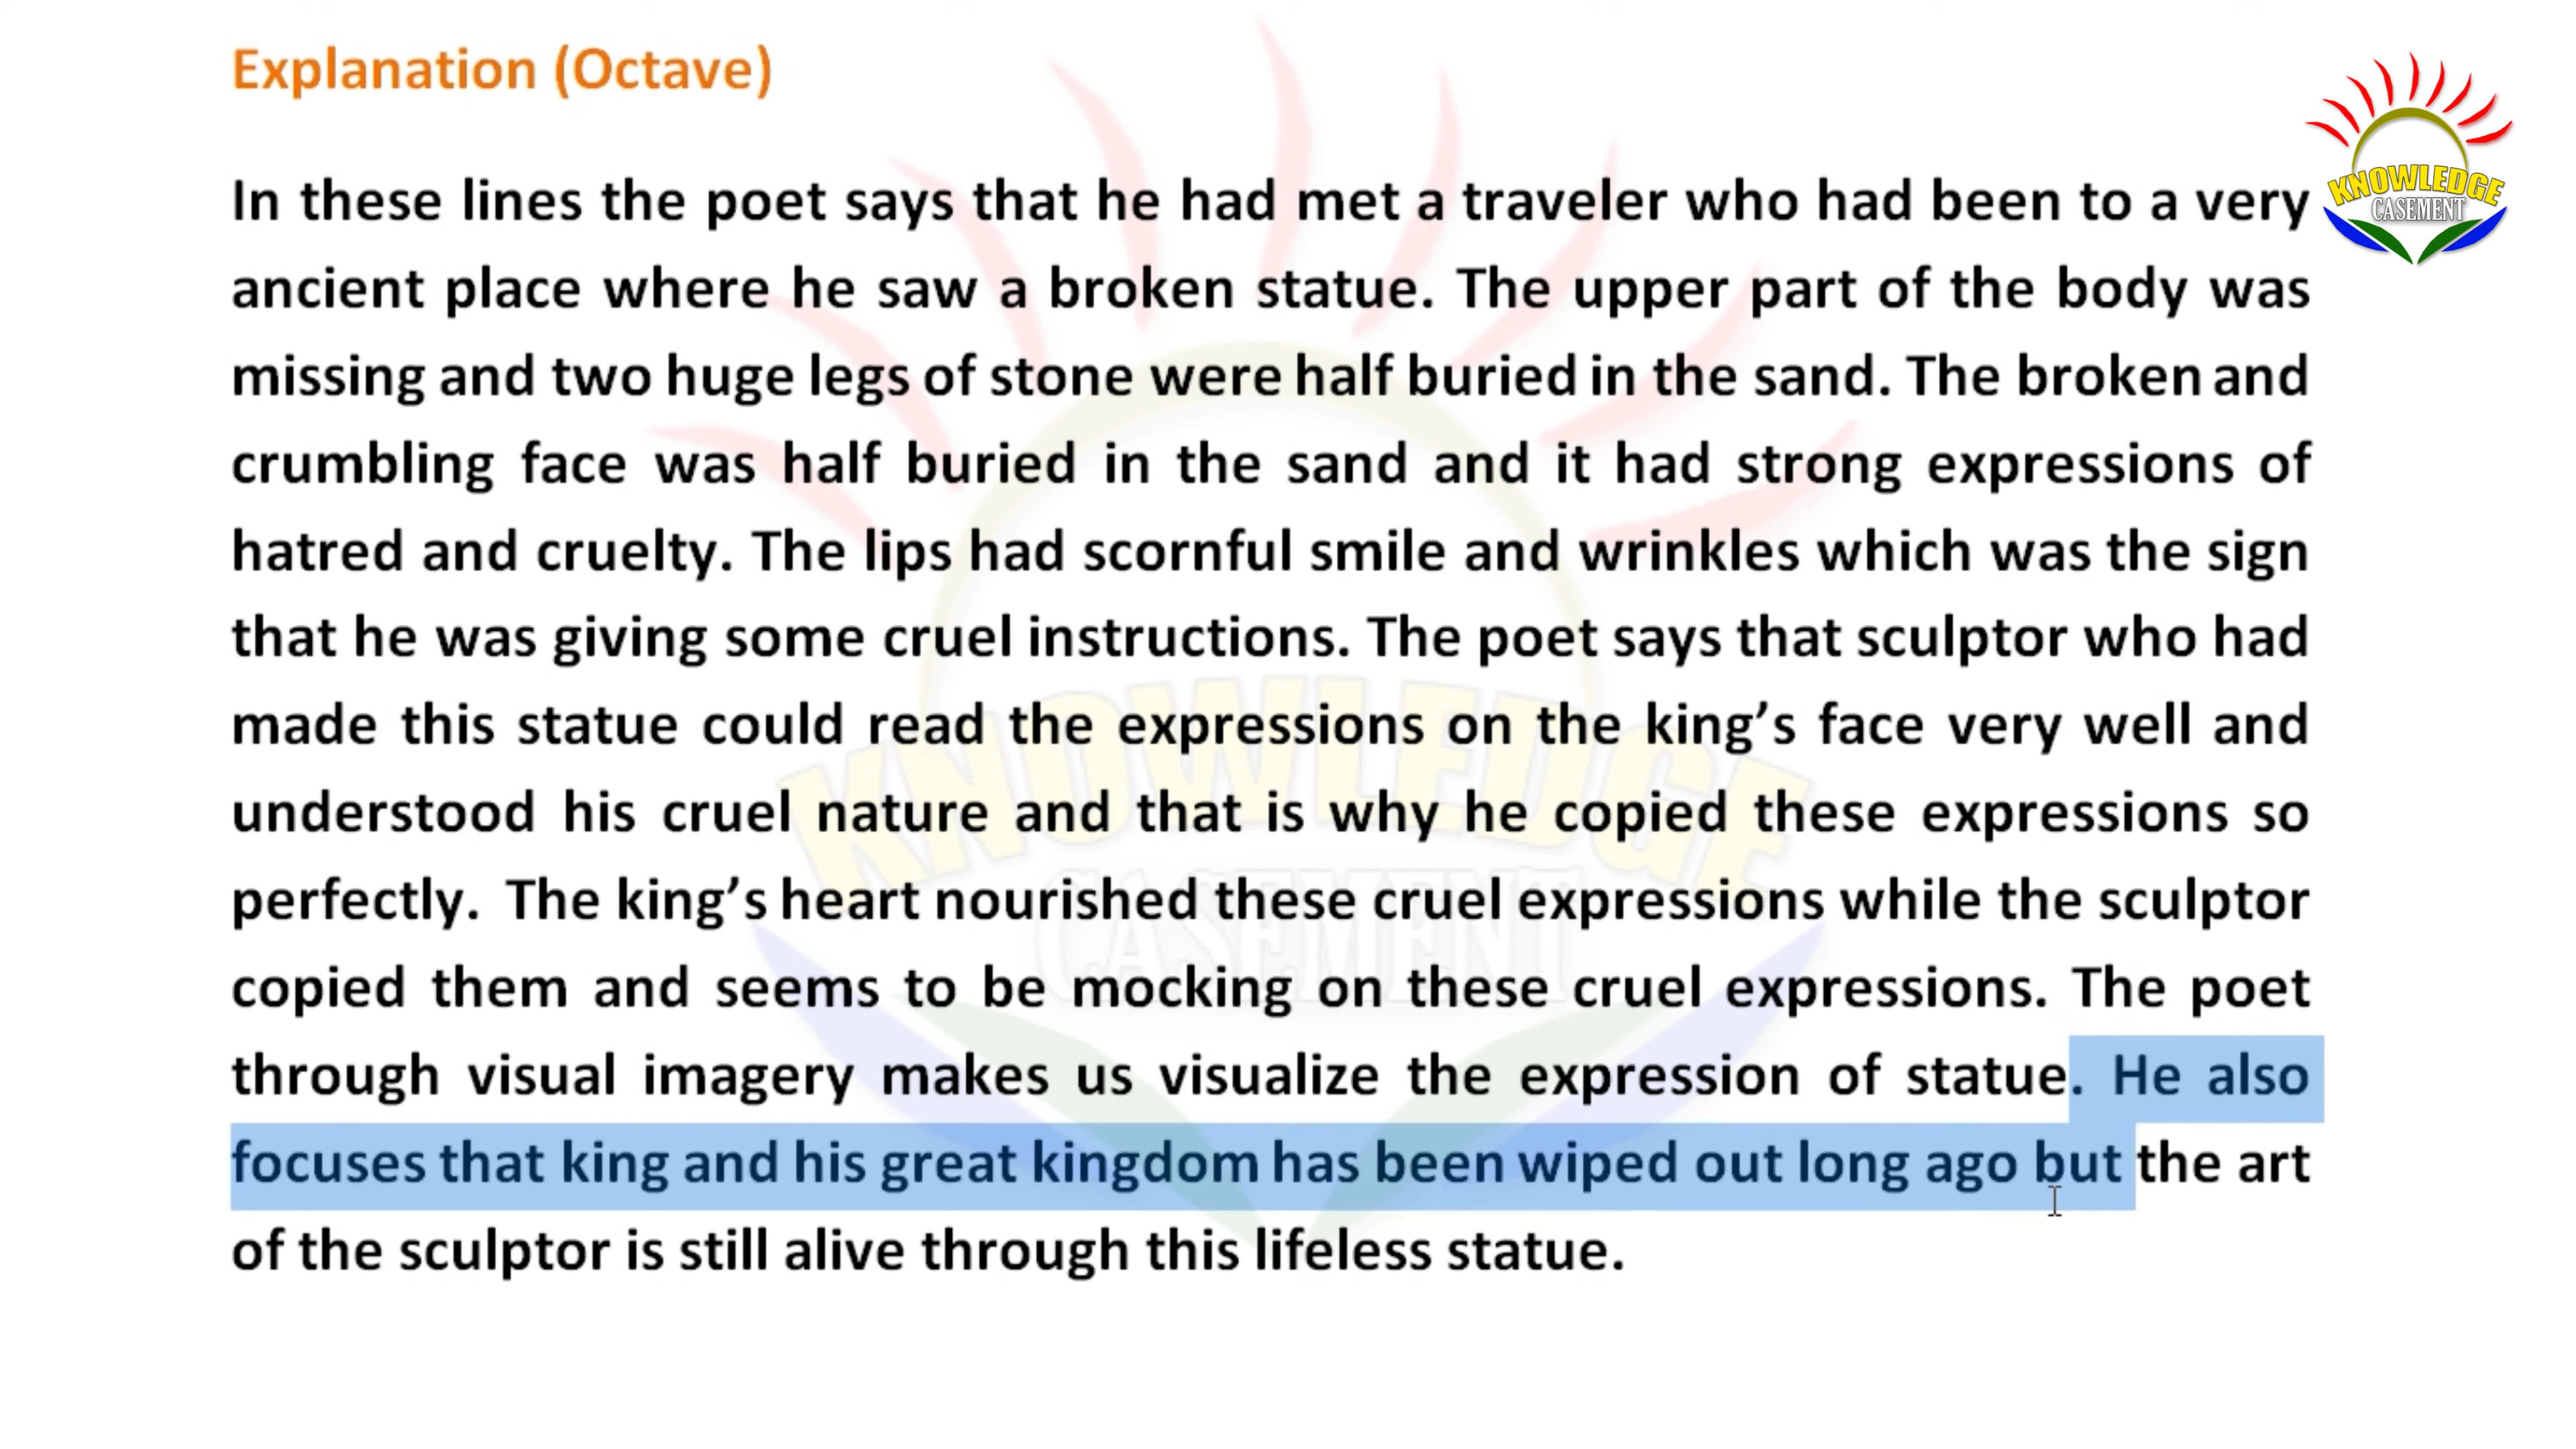 Explanation (Octave)
KNOWLEDGE
CASEMENT
In these lines the poet says that he had met a traveler who had been to a very
ancient place where he saw a broken statue. The upper part of the body was
missing and two huge legs of stone were half buried in the sand. The broken and
crumbling face was half buried in the sand and it had strong expressions of
hatred and cruelty. The lips had scornful smile and wrinkles which was the sign
that he was giving some cruel instructions. The poet says that sculptor who had
made this statue could read the expressions on the king’s face very well and
understood his cruel nature and that is why he copied these expressions so
perfectly. The king’s heart nourished these cruel expressions while the sculptor
copied them and seems to be mocking on these cruel expressions. The poet
through visual imagery makes us visualize the expression of statue. He also
focuses that king and his great kingdom has been wiped out long ago but the art
of the sculptor is still alive through this lifeless statue.
KNOWLEDGE
CASEMENT